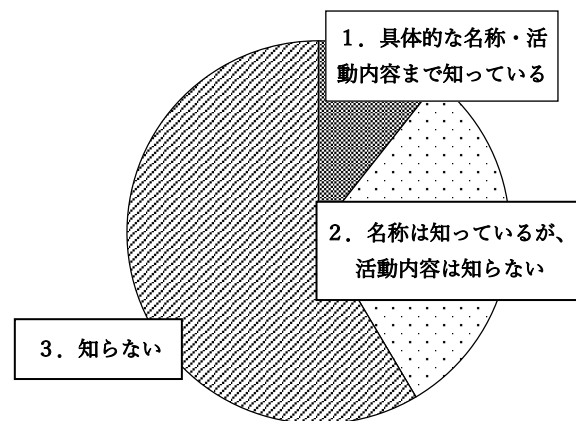 １．具体的な名称・活
動内容まで知っている
２．名称は知っているが、
活動内容は知らない
３．知らない